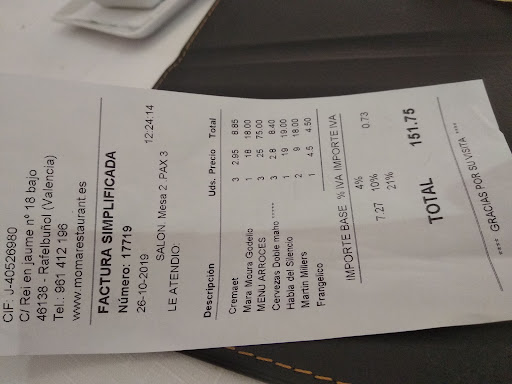 CIF: J-40526980
C/ Rei en jaume nº 18 bajo
46138 - Rafelbuñol (Valencia)
Tel.: 961 412 196
www.momarestaurant.es
FACTURA SIMPLIFICADA
Número: 17719
26-10-2019 12:24:14
SALON. Mesa 2 PAX 3
LE ATENDIO:
Descripción Uds. Precio Total
Cremaet 3 2.95 8.85
Mara Moura Godello 1 18 18.00
MENU ARROCES 3 25 75.00
Cervezas Doble maho ***** 3 2.8 8.40
Habla del Silencio 1 19 19.00
Martin Millers 2 9 18.00
Frangelico 1 4.5 4.50
IMPORTE BASE % IVA IMPORTE IVA
4%
7.27 10% 0.73
21%
TOTAL 151.75
**** GRACIAS POR SU VISITA ****